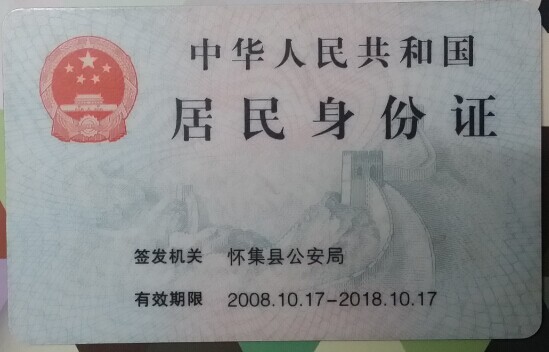 中华人民共和国
居民身份证
签发机关 怀集县公安局
有效期限 2008.10.17-2018.10.17